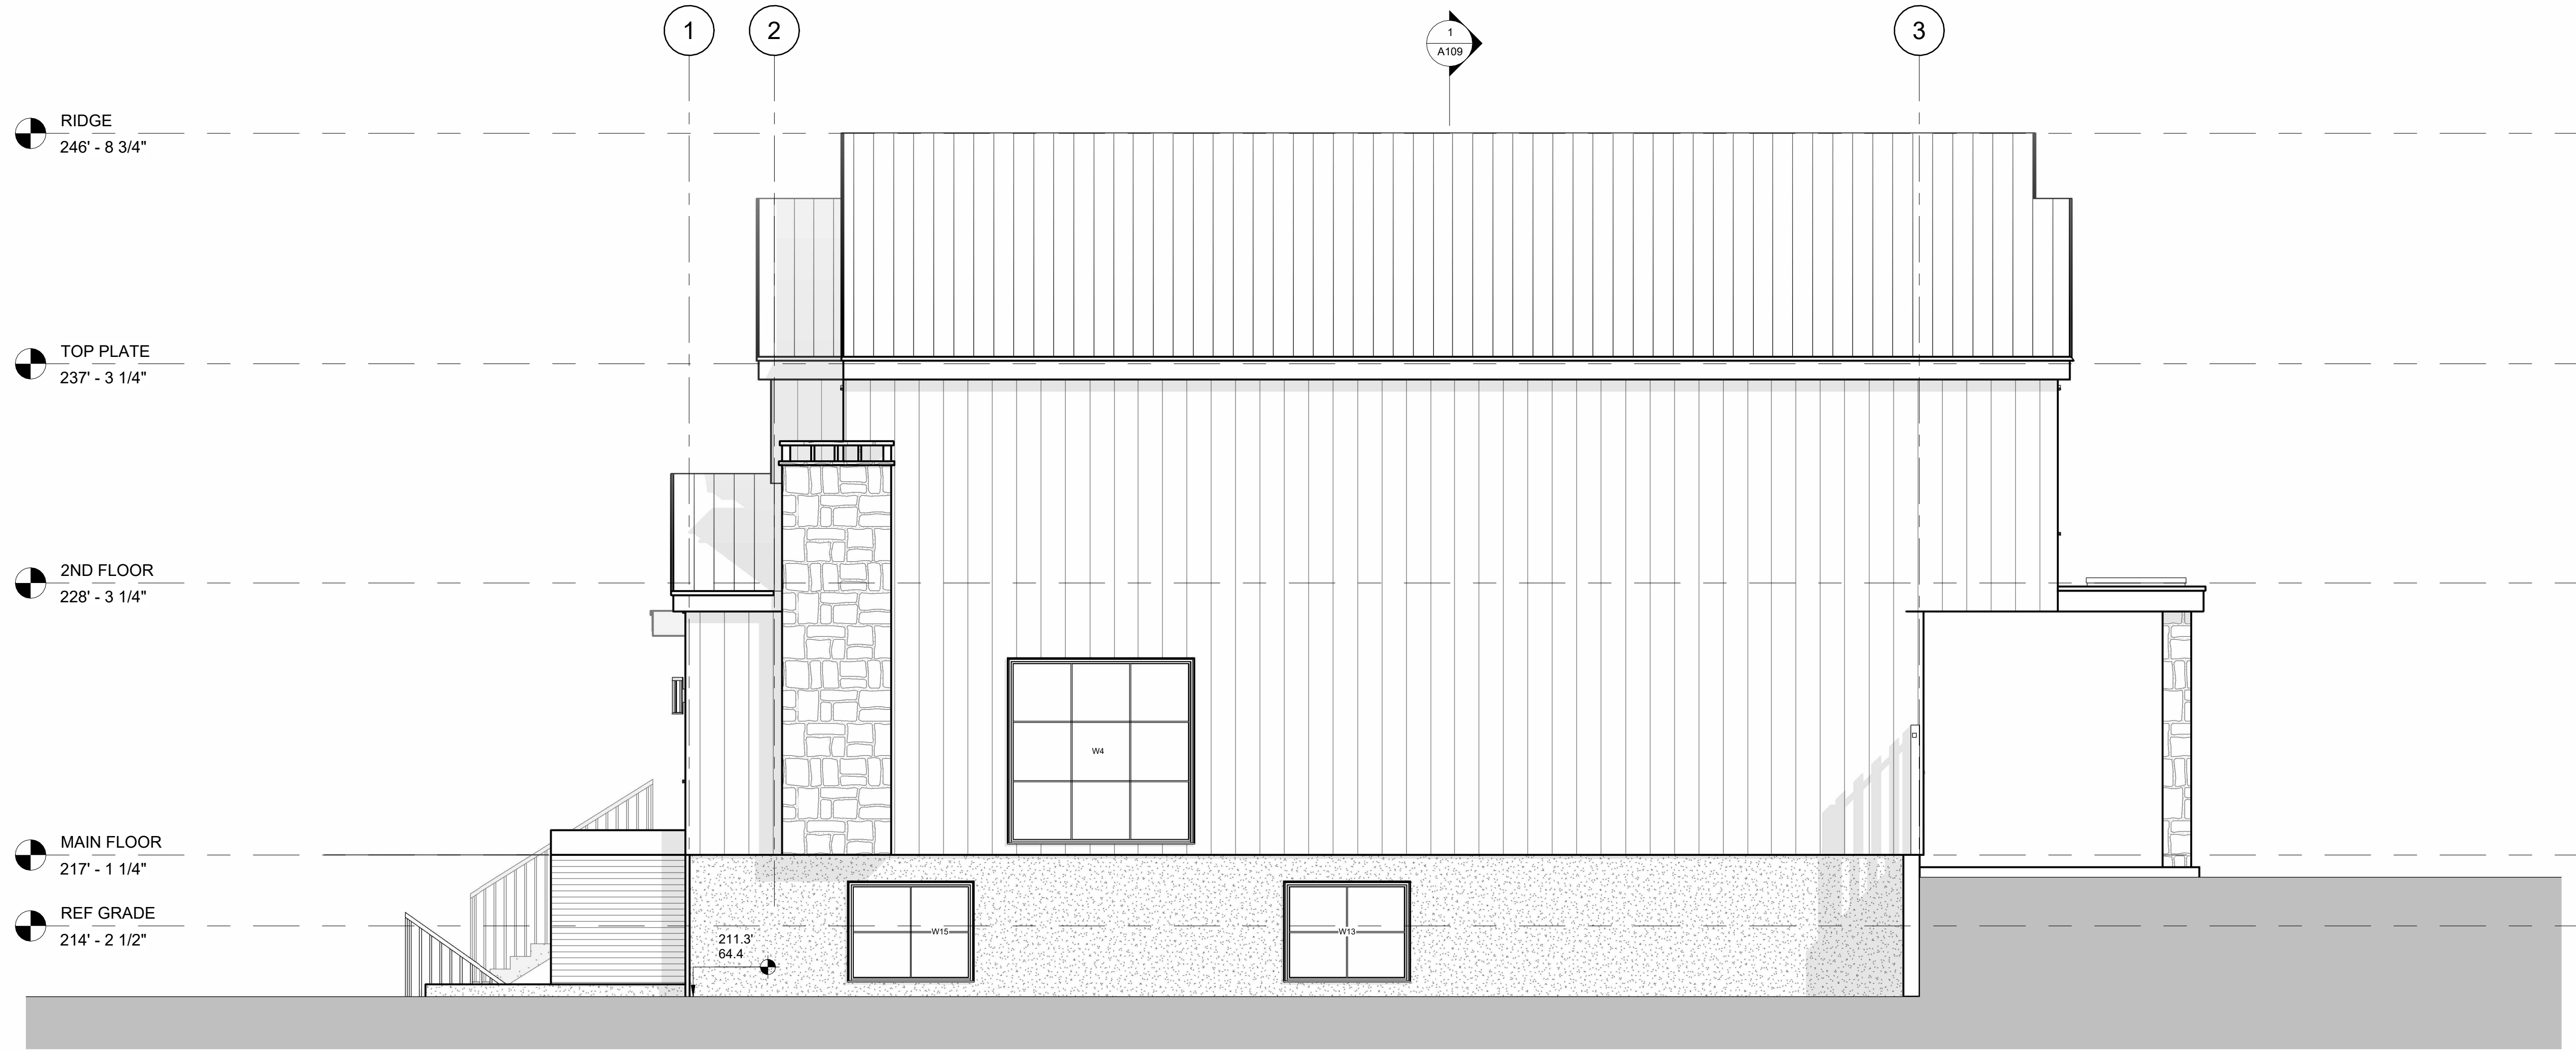 1
2
1
A109
3
RIDGE
246' - 8 3/4"
TOP PLATE
237' - 3 1/4"
2ND FLOOR
228' - 3 1/4"
W4
MAIN FLOOR
217' - 1 1/4"
REF GRADE
214' - 2 1/2"
W15
W13
211.3'
64.4